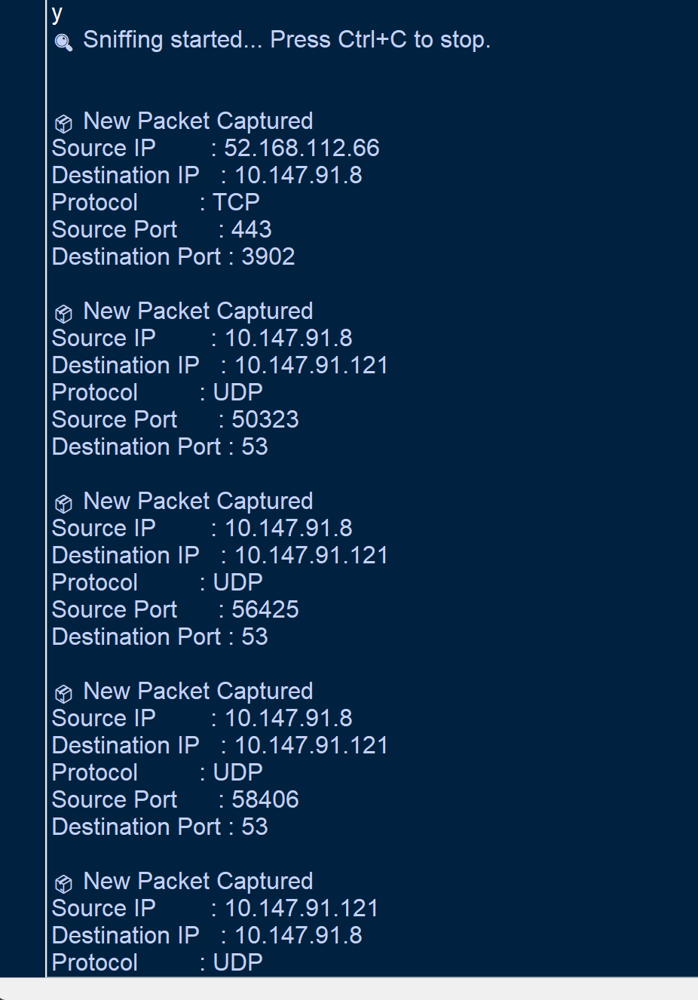 y
🔍 Sniffing started... Press Ctrl+C to stop.
📦 New Packet Captured
Source IP : 52.168.112.66
Destination IP : 10.147.91.8
Protocol : TCP
Source Port : 443
Destination Port : 3902
📦 New Packet Captured
Source IP : 10.147.91.8
Destination IP : 10.147.91.121
Protocol : UDP
Source Port : 50323
Destination Port : 53
📦 New Packet Captured
Source IP : 10.147.91.8
Destination IP : 10.147.91.121
Protocol : UDP
Source Port : 56425
Destination Port : 53
📦 New Packet Captured
Source IP : 10.147.91.8
Destination IP : 10.147.91.121
Protocol : UDP
Source Port : 58406
Destination Port : 53
📦 New Packet Captured
Source IP : 10.147.91.121
Destination IP : 10.147.91.8
Protocol : UDP